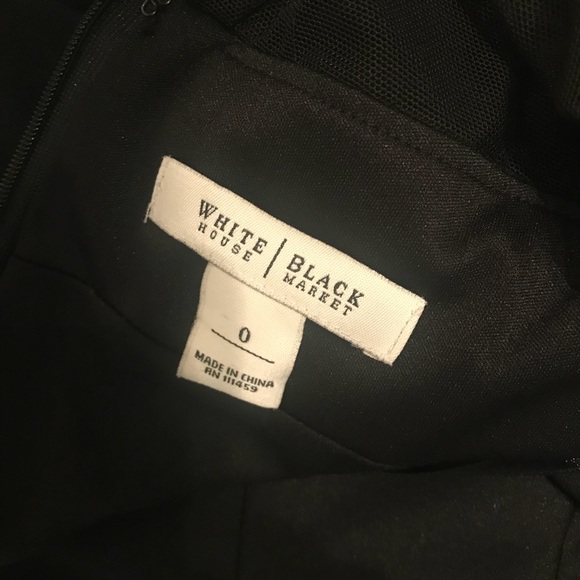 WHITE | BLACK
HOUSE | MARKET
0
MADE IN CHINA
RN 111459